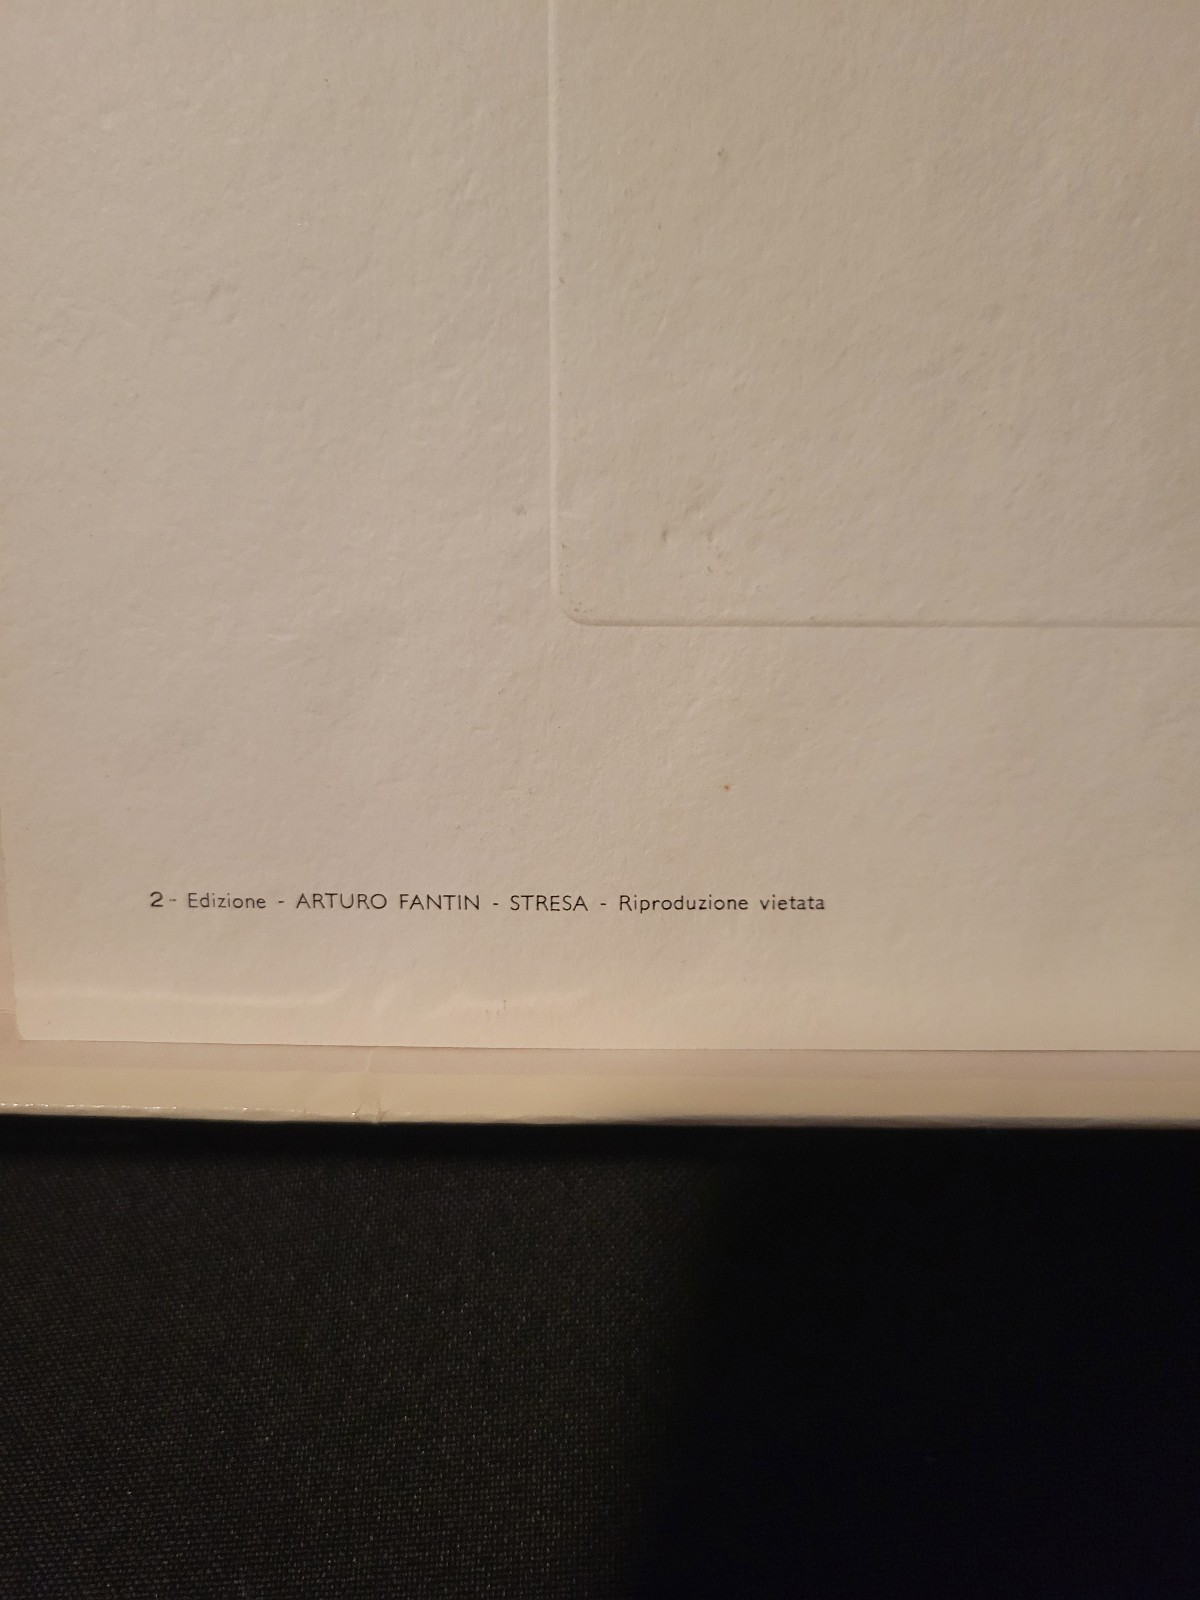 2 - Edizione - ARTURO FANTIN - STRESA - Riproduzione vietata